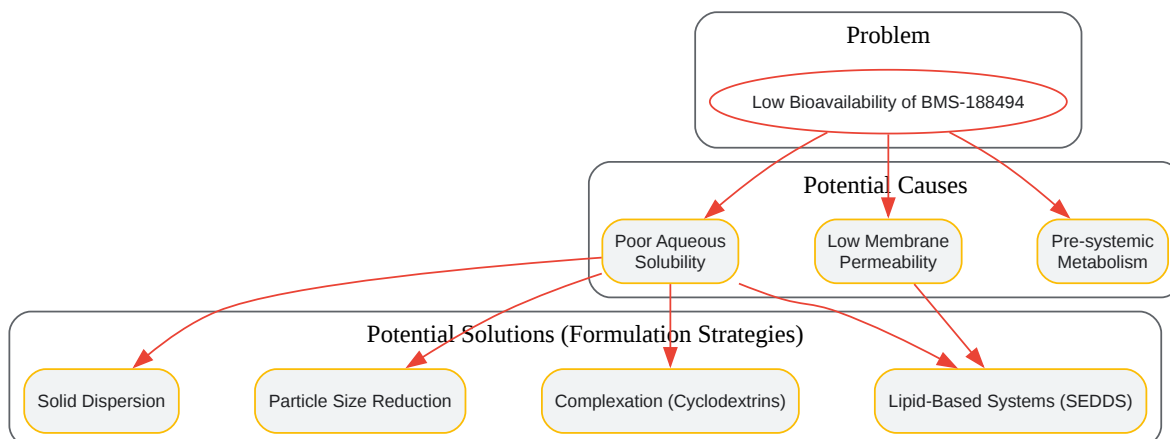 Problem
Low Bioavailability of BMS-188494
Potential Causes
Poor Aqueous
Solubility
Low Membrane
Permeability
Pre-systemic
Metabolism
Potential Solutions (Formulation Strategies)
Solid Dispersion
Particle Size Reduction
Complexation (Cyclodextrins)
Lipid-Based Systems (SEDDS)